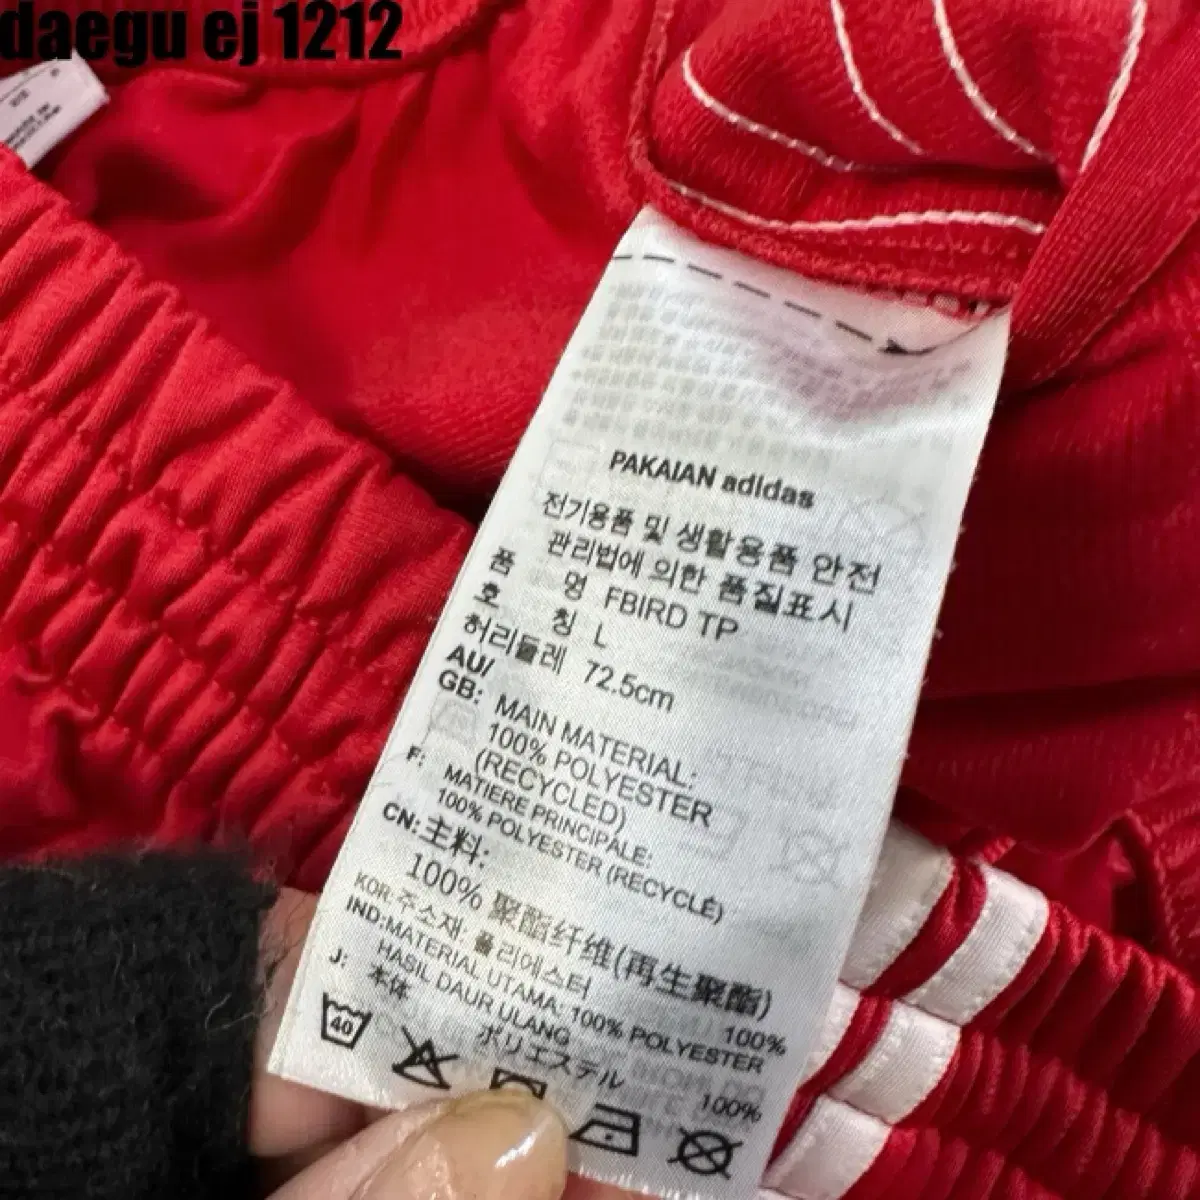 daegu ej 1212
PAKAIAN adidas
전기용품 및 생활용품 안전
관리법에 의한 품질표시
품 명 FBIRD TP
호 칭 L
허리둘레 72.5cm
AU/
GB: MAIN MATERIAL:
100% POLYESTER
(RECYCLED)
F: MATIERE PRINCIPALE:
100% POLYESTER (RECYCLÉ)
CN: 主料:
100% 聚酯纤维(再生聚酯)
KOR: 주소재: 폴리에스터 100%
IND: MATERIAL UTAMA: 100% POLYESTER
HASIL DAUR ULANG
J: 本体
ポリエステル 100%
40